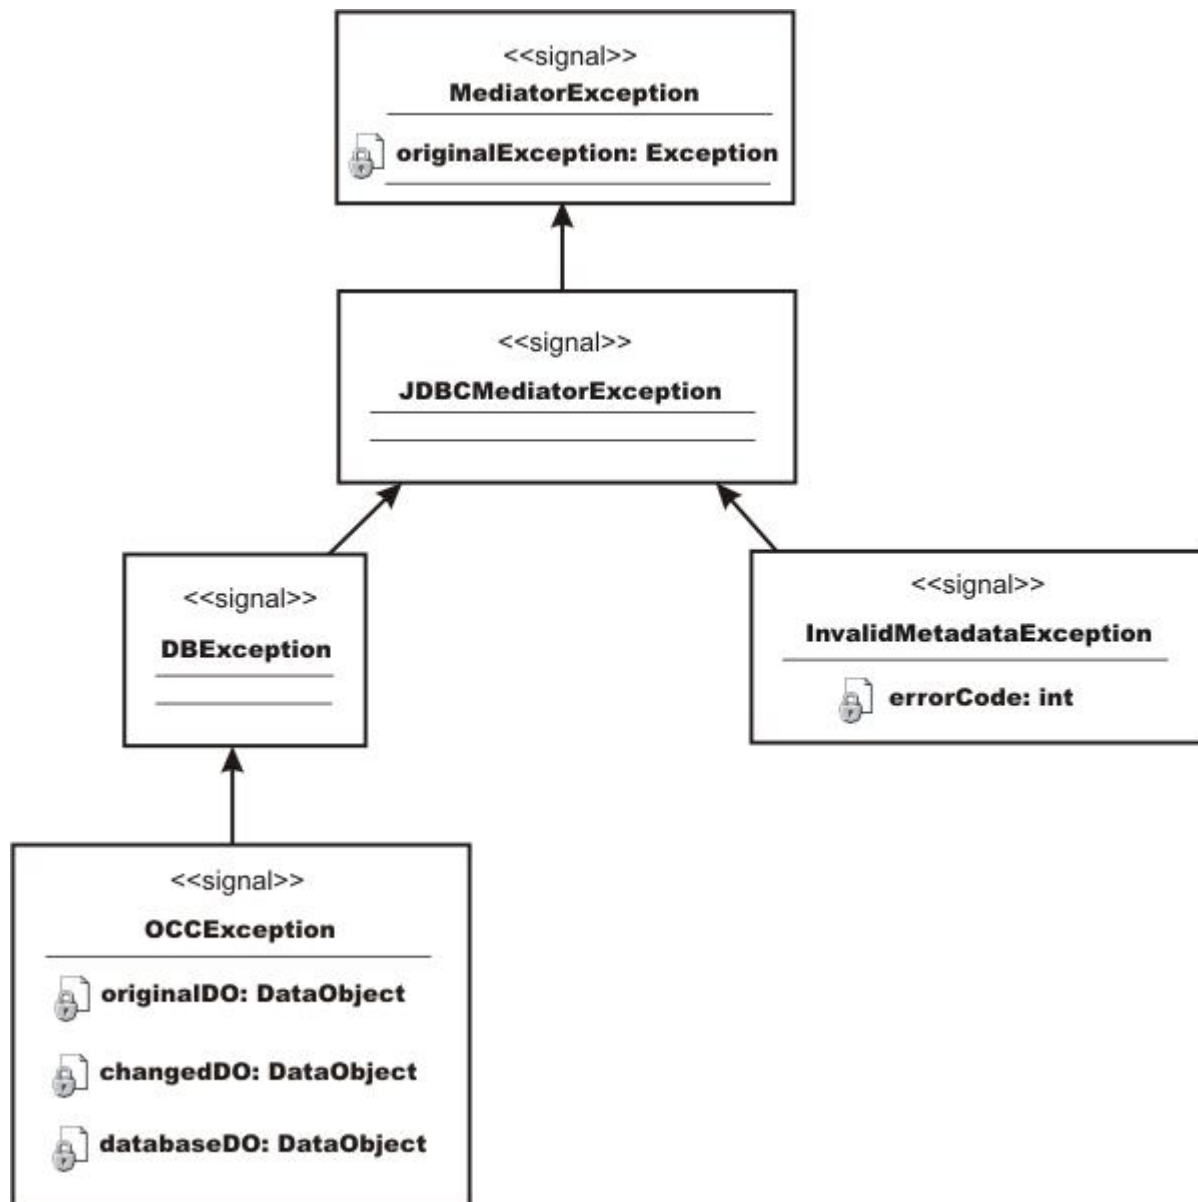 <<signal>>
MediatorException
originalException: Exception
<<signal>>
JDBCMediatorException
<<signal>>
DBException
<<signal>>
InvalidMetadataException
errorCode: int
<<signal>>
OCCException
originalDO: DataObject
changedDO: DataObject
databaseDO: DataObject